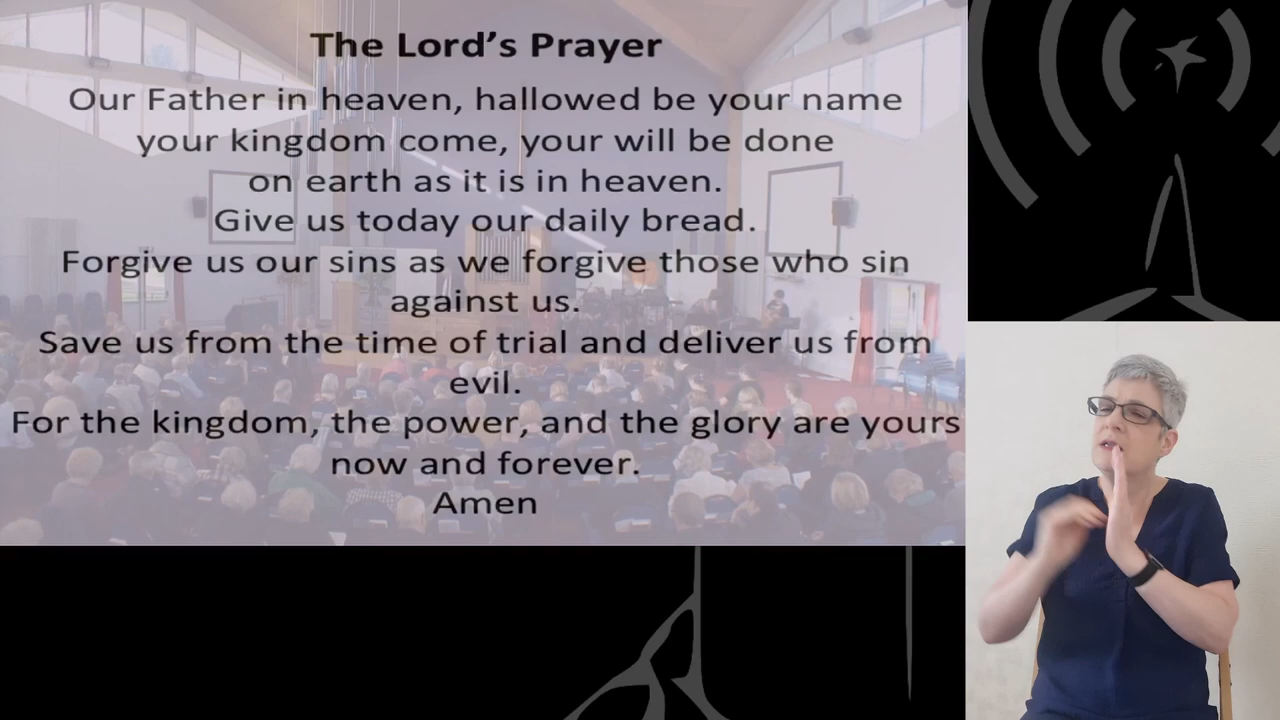 The Lord's Prayer
Our Father in heaven, hallowed be your name
your kingdom come, your will be done
on earth as it is in heaven.
Give us today our daily bread.
Forgive us our sins as we forgive those who sin
against us.
Save us from the time of trial and deliver us from
evil.
For the kingdom, the power, and the glory are yours
now and forever.
Amen